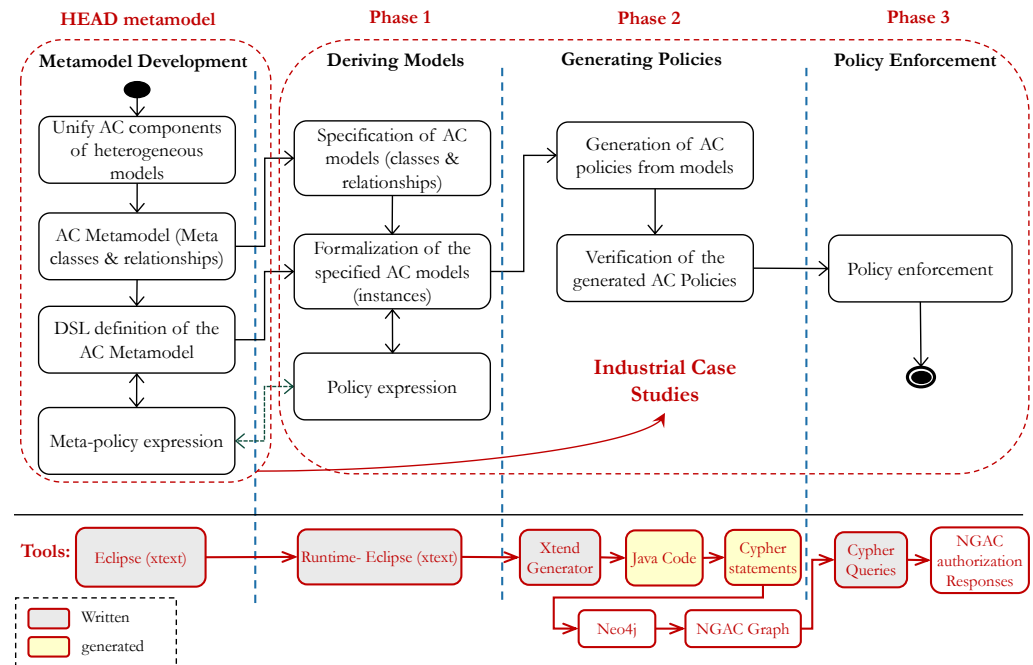 HEAD metamodel
Phase 1
Phase 2
Phase 3
Metamodel Development
Deriving Models
Generating Policies
Policy Enforcement
Unify AC components
of heterogeneous
models
AC Metamodel (Meta
classes & relationships)
DSL definition of the
AC Metamodel
Meta-policy expression
Specification of AC
models (classes &
relationships)
Formalization of the
specified AC models
(instances)
Policy expression
Generation of AC
policies from models
Verification of the
generated AC Policies
Industrial Case
Studies
Policy enforcement
Tools:
Eclipse (xtext)
Runtime- Eclipse (xtext)
Xtend
Generator
Java Code
Cypher
statements
Neo4j
NGAC Graph
Cypher
Queries
NGAC
authorization
Responses
Written
generated